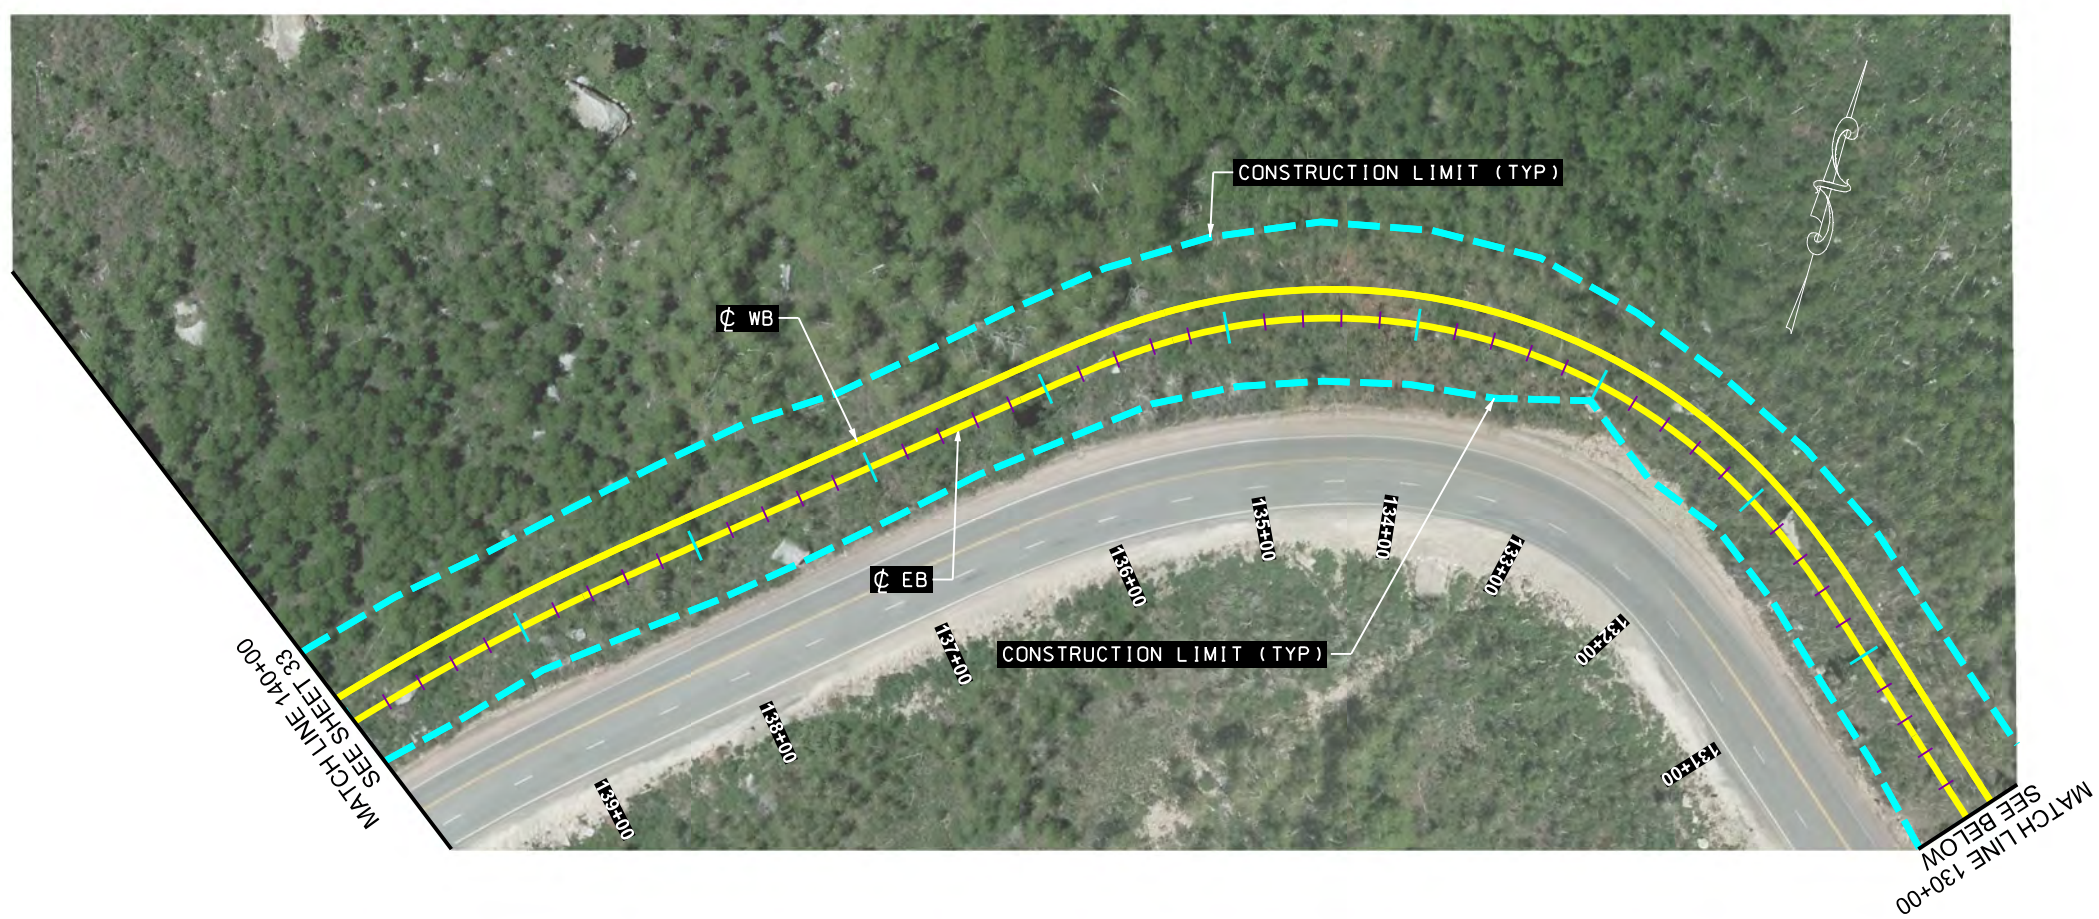 CONSTRUCTION LIMIT (TYP)
℄ WB
℄ EB
CONSTRUCTION LIMIT (TYP)
139+00
138+00
137+00
136+00
135+00
134+00
133+00
132+00
131+00
MATCH LINE 140+00
SEE SHEET 33
MATCH LINE 130+00
SEE BELOW